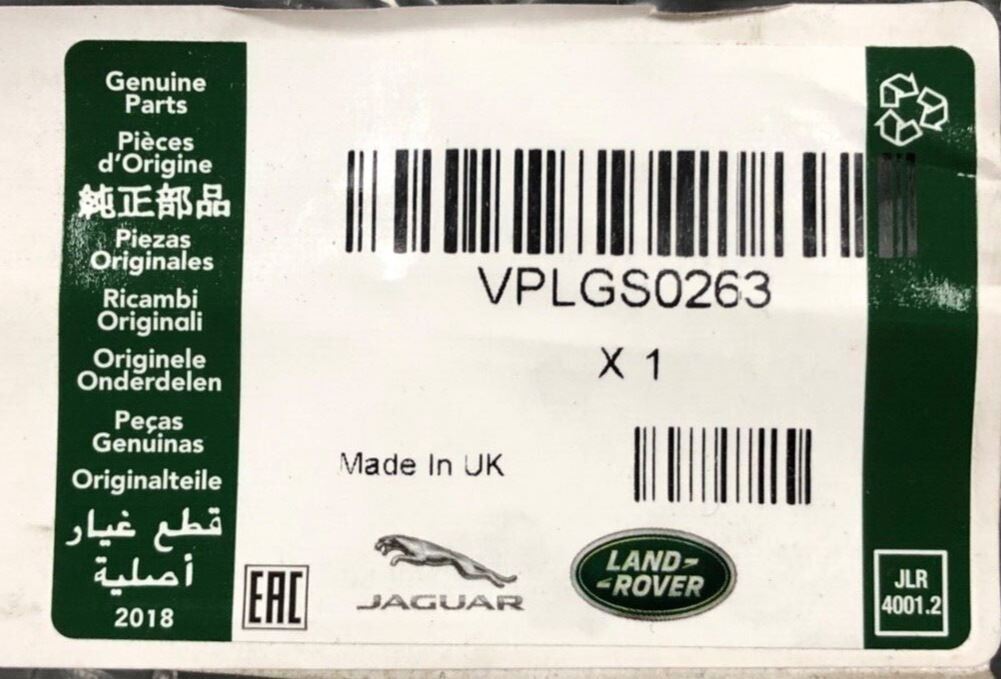 Genuine
Parts
Pièces
d'Origine
純正部品
Piezas
Originales
Ricambi
Originali
Originele
Onderdelen
Peças
Genuinas
Originalteile
قطع غيار
أصلية
2018
VPLGS0263
X 1
Made In UK
EAC
JAGUAR
LAND-
-ROVER
JLR
4001.2